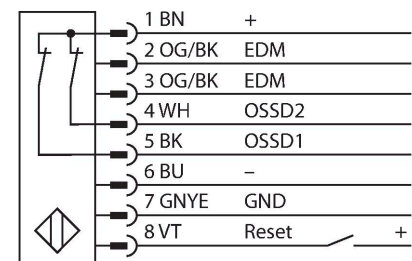 1 BN +
2 OG/BK EDM
3 OG/BK EDM
4 WH OSSD2
5 BK OSSD1
6 BU –
7 GNYE GND
8 VT Reset +